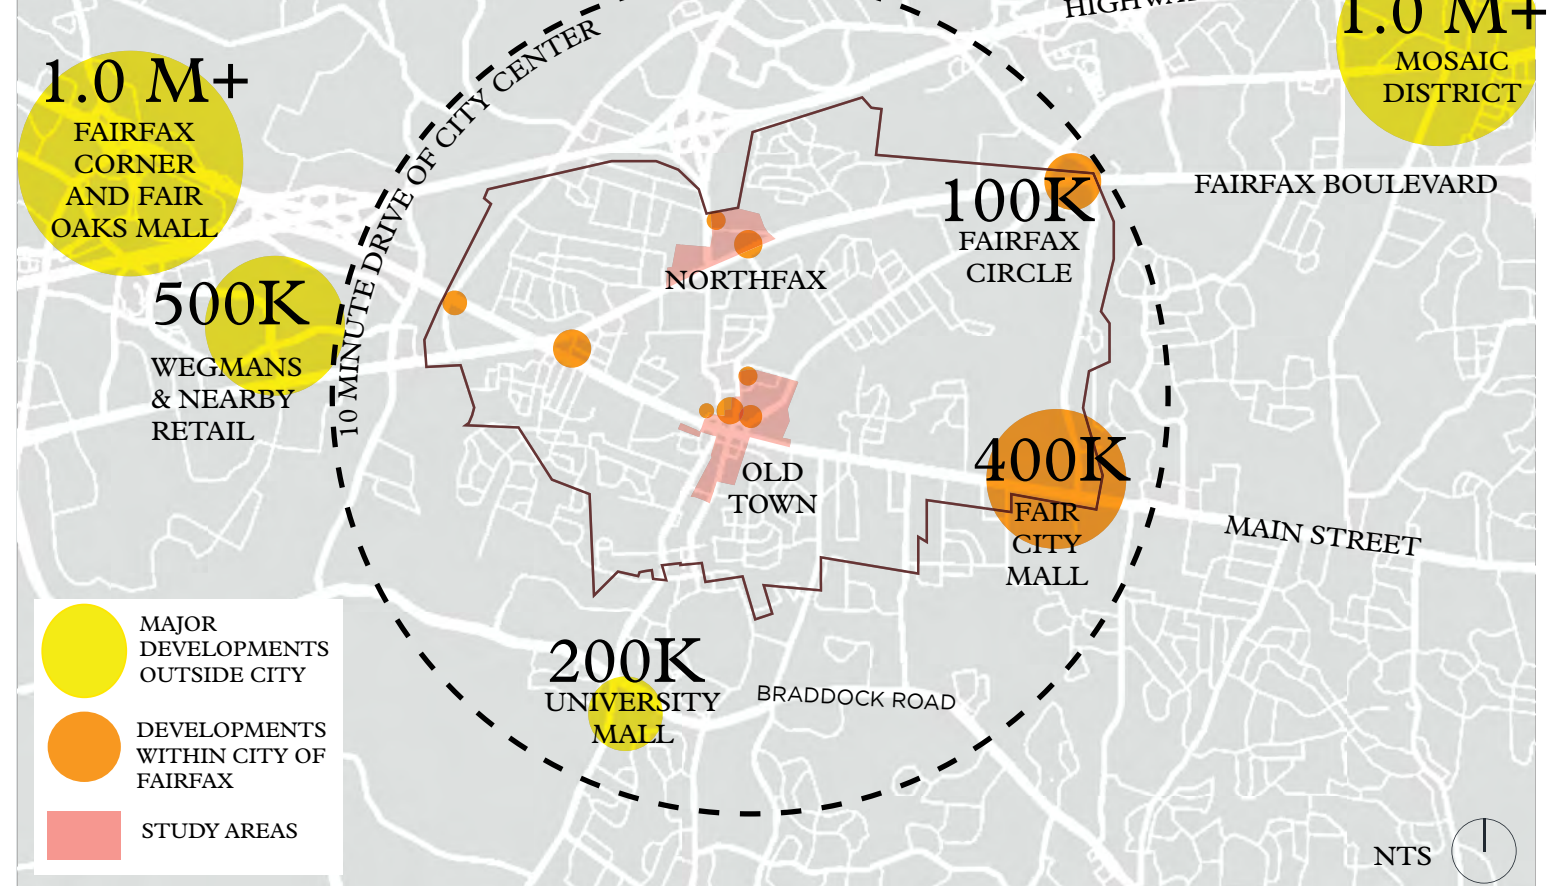 HIGHWA
1.0 M+
MOSAIC
DISTRICT
1.0 M+
FAIRFAX
CORNER
AND FAIR
OAKS MALL
10 MINUTE DRIVE OF CITY CENTER
FAIRFAX BOULEVARD
100K
FAIRFAX
CIRCLE
NORTHFAX
500K
WEGMANS
& NEARBY
RETAIL
400K
FAIR
CITY
MALL
OLD
TOWN
MAIN STREET
200K
UNIVERSITY
MALL
BRADDOCK ROAD
MAJOR
DEVELOPMENTS
OUTSIDE CITY
DEVELOPMENTS
WITHIN CITY OF
FAIRFAX
STUDY AREAS
NTS